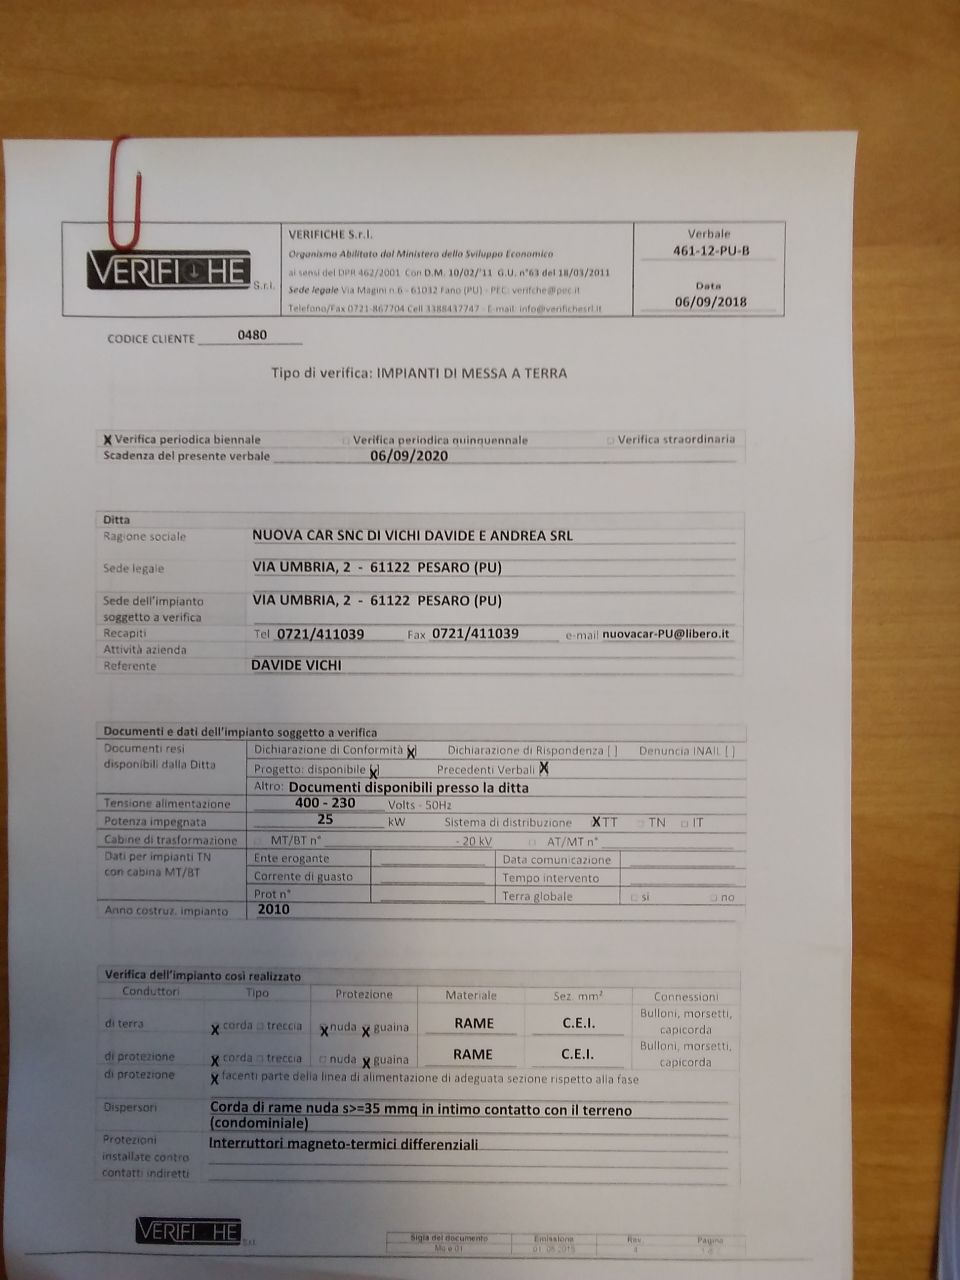 VERIFICHE S.r.l.
VERIFICHE S.r.l.
Organismo Abilitato dal Ministero dello Sviluppo Economico
ai sensi del DPR 462/2001 Con D.M. 10/02/'11 G.U. n°63 del 18/03/2011
Sede legale Via Magini n.6 - 61032 Fano (PU) - PEC: verifche@pec.it
Telefono/Fax 0721-867704 Cell 3388437747 - E-mail: info@verifichesrl.it
Verbale
461-12-PU-B
Data
06/09/2018
CODICE CLIENTE 0480
Tipo di verifica: IMPIANTI DI MESSA A TERRA
X Verifica periodica biennale □ Verifica periodica quinquennale □ Verifica straordinaria
Scadenza del presente verbale 06/09/2020
Ditta
Ragione sociale NUOVA CAR SNC DI VICHI DAVIDE E ANDREA SRL
Sede legale VIA UMBRIA, 2 - 61122 PESARO (PU)
Sede dell'impianto VIA UMBRIA, 2 - 61122 PESARO (PU)
soggetto a verifica
Recapiti Tel 0721/411039 Fax 0721/411039 e-mail nuovacar-PU@libero.it
Attività azienda
Referente DAVIDE VICHI
Documenti e dati dell'impianto soggetto a verifica
Documenti resi Dichiarazione di Conformità [X] Dichiarazione di Rispondenza [ ] Denuncia INAIL [ ]
disponibili dalla Ditta Progetto: disponibile [X] Precedenti Verbali X
Altro: Documenti disponibili presso la ditta
Tensione alimentazione 400 - 230 Volts - 50Hz
Potenza impegnata 25 kW Sistema di distribuzione X TT □ TN □ IT
Cabine di trasformazione □ MT/BT n° - 20 kV □ AT/MT n°
Dati per impianti TN Ente erogante Data comunicazione
con cabina MT/BT Corrente di guasto Tempo intervento
Prot n° Terra globale □ si □ no
Anno costruz. impianto 2010
Verifica dell'impianto così realizzato
Conduttori Tipo Protezione Materiale Sez. mm² Connessioni
di terra X corda □ treccia X nuda X guaina RAME C.E.I. Bulloni, morsetti, capicorda
di protezione X corda □ treccia □ nuda X guaina RAME C.E.I. Bulloni, morsetti, capicorda
di protezione X facenti parte della linea di alimentazione di adeguata sezione rispetto alla fase
Dispersori Corda di rame nuda s>=35 mmq in intimo contatto con il terreno
(condominiale)
Protezioni Interruttori magneto-termici differenziali
installate contro
contatti indiretti
VERIFICHE S.r.l.
Sigla del documento Emissione Rev. Pagina